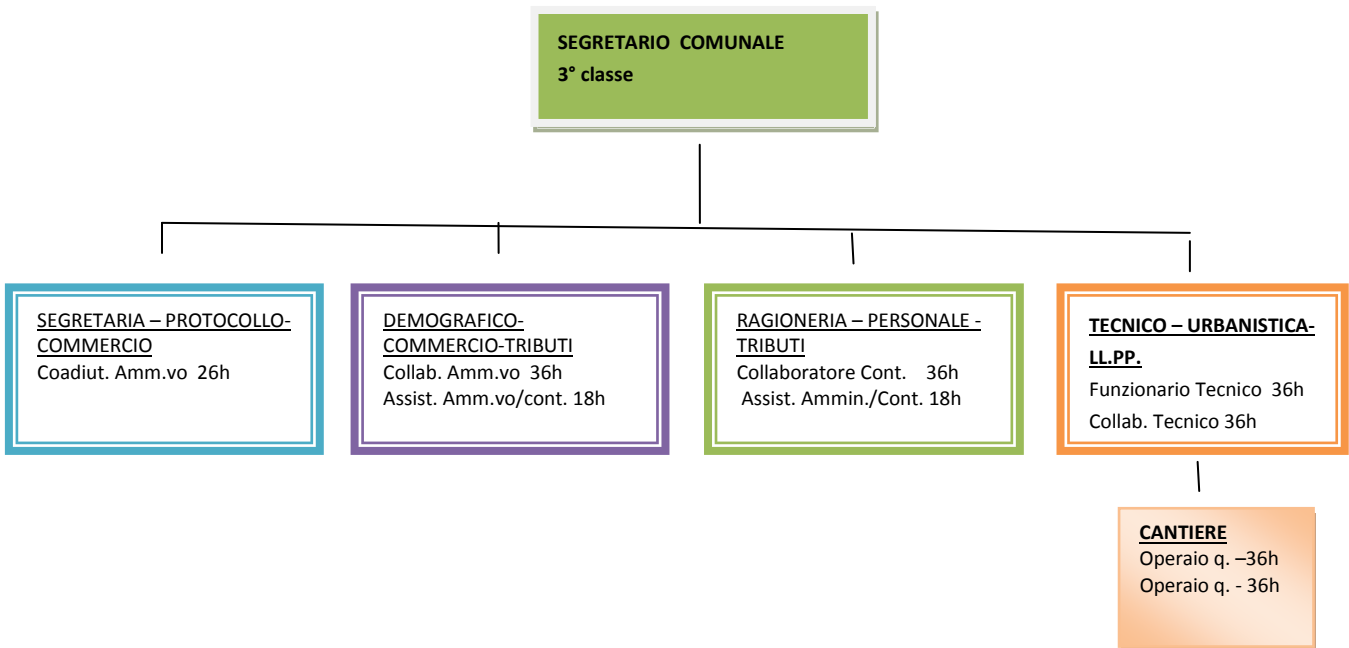 SEGRETARIO COMUNALE
3° classe
SEGRETARIA – PROTOCOLLO-
COMMERCIO
Coadiut. Amm.vo 26h
DEMOGRAFICO-
COMMERCIO-TRIBUTI
Collab. Amm.vo 36h
Assist. Amm.vo/cont. 18h
RAGIONERIA – PERSONALE -
TRIBUTI
Collaboratore Cont. 36h
Assist. Ammin./Cont. 18h
TECNICO – URBANISTICA-
LL.PP.
Funzionario Tecnico 36h
Collab. Tecnico 36h
CANTIERE
Operaio q. –36h
Operaio q. - 36h